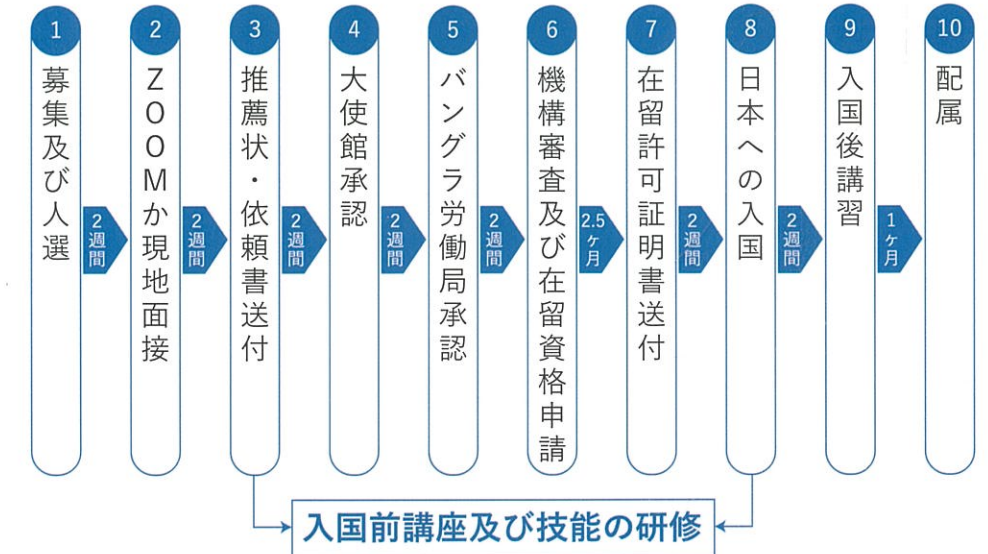 1
募集及び人選
2週間
2
ZOOMか現地面接
2週間
3
推薦状・依頼書送付
2週間
4
大使館承認
2週間
5
バングラ労働局承認
2週間
6
機構審査及び在留資格申請
2.5ヶ月
7
在留許可証明書送付
2週間
8
日本への入国
2週間
9
入国後講習
1ヶ月
10
配属
入国前講座及び技能の研修